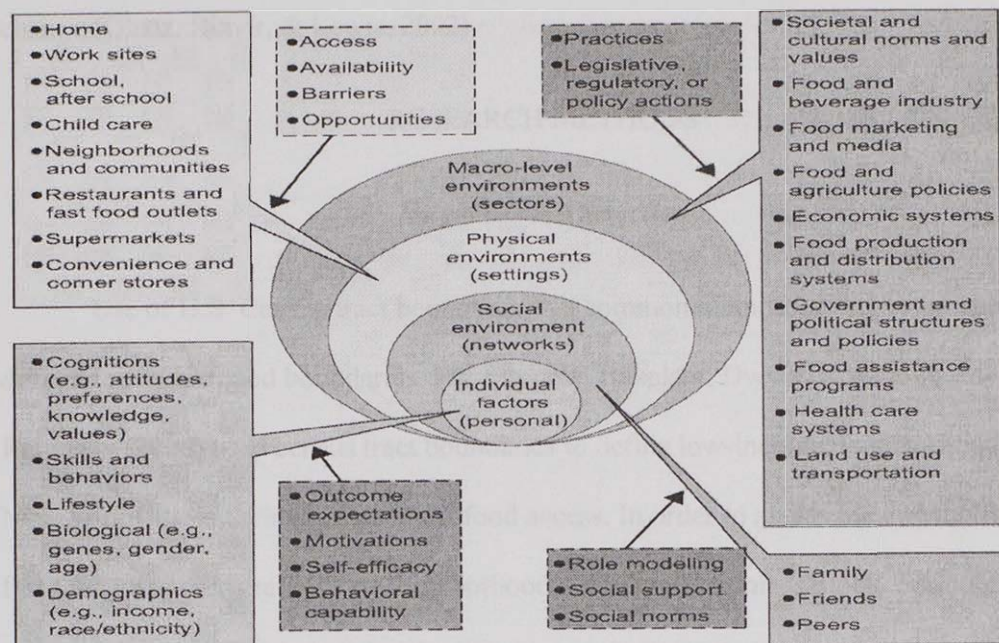 • Home
• Work sites
• School,
after school
• Child care
• Neighborhoods
and communities
• Restaurants and
fast food outlets
• Supermarkets
• Convenience and
corner stores
• Access
• Availability
• Barriers
• Opportunities
• Practices
• Legislative,
regulatory, or
policy actions
• Societal and
cultural norms and
values
• Food and
beverage industry
• Food marketing
and media
• Food and
agriculture policies
• Economic systems
• Food production
and distribution
systems
• Government and
political structures
and policies
• Food assistance
programs
• Health care
systems
• Land use and
transportation
Macro-level
environments
(sectors)
Physical
environments
(settings)
Social
environment
(networks)
Individual
factors
(personal)
• Cognitions
(e.g. attitudes,
preferences,
knowledge,
values)
• Skills and
behaviors
• Lifestyle
• Biological (e.g.,
genes, gender,
age)
• Demographics
(e.g., income,
race/ethnicity)
• Outcome
expectations
• Motivations
• Self-efficacy
• Behavioral
capability
• Role modeling
• Social support
• Social norms
• Family
• Friends
• Peers